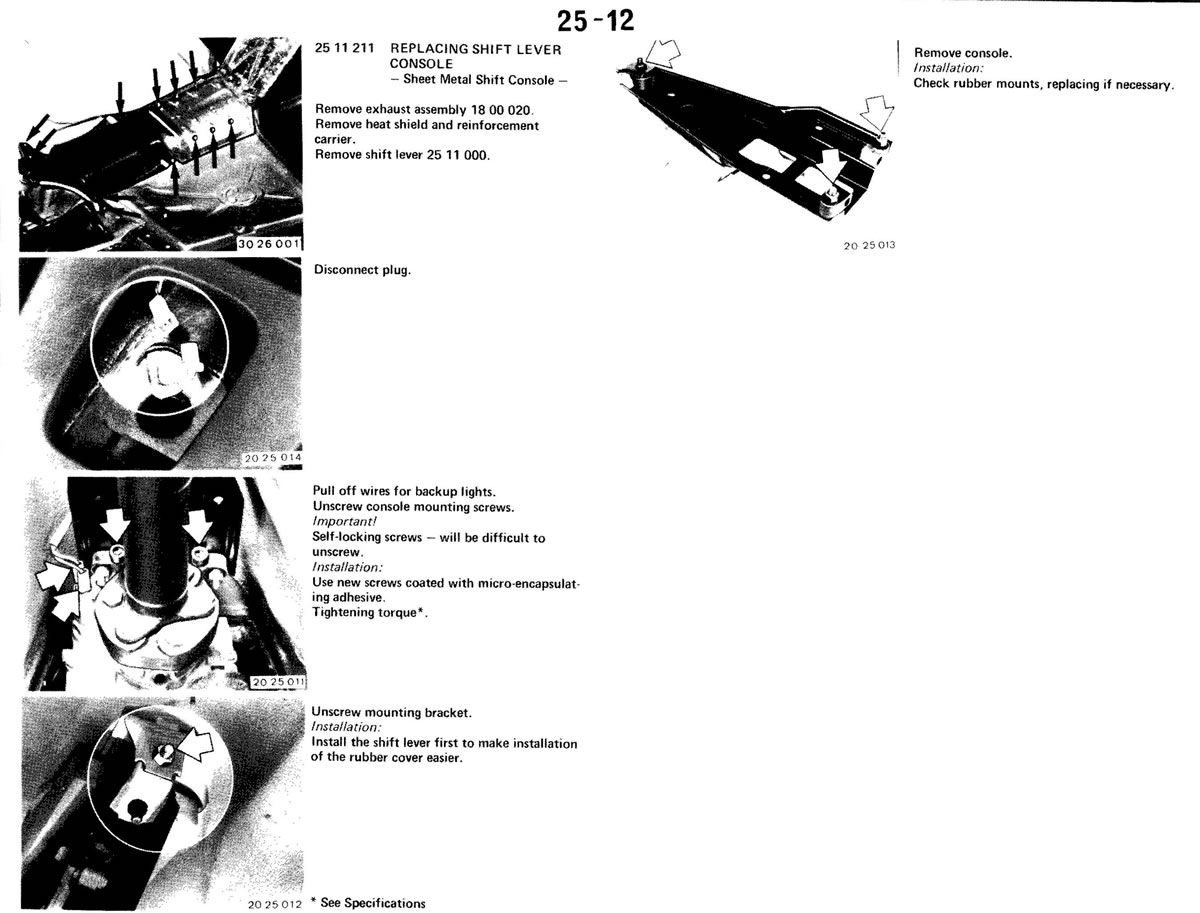 25-12
25 11 211 REPLACING SHIFT LEVER
CONSOLE
– Sheet Metal Shift Console –
Remove exhaust assembly 18 00 020.
Remove heat shield and reinforcement
carrier.
Remove shift lever 25 11 000.
30 26 001
Disconnect plug.
20 25 014
Pull off wires for backup lights.
Unscrew console mounting screws.
Important!
Self-locking screws – will be difficult to
unscrew.
Installation:
Use new screws coated with micro-encapsulat-
ing adhesive.
Tightening torque*.
20 25 011
Unscrew mounting bracket.
Installation:
Install the shift lever first to make installation
of the rubber cover easier.
20 25 012
* See Specifications
Remove console.
Installation:
Check rubber mounts, replacing if necessary.
20 25 013